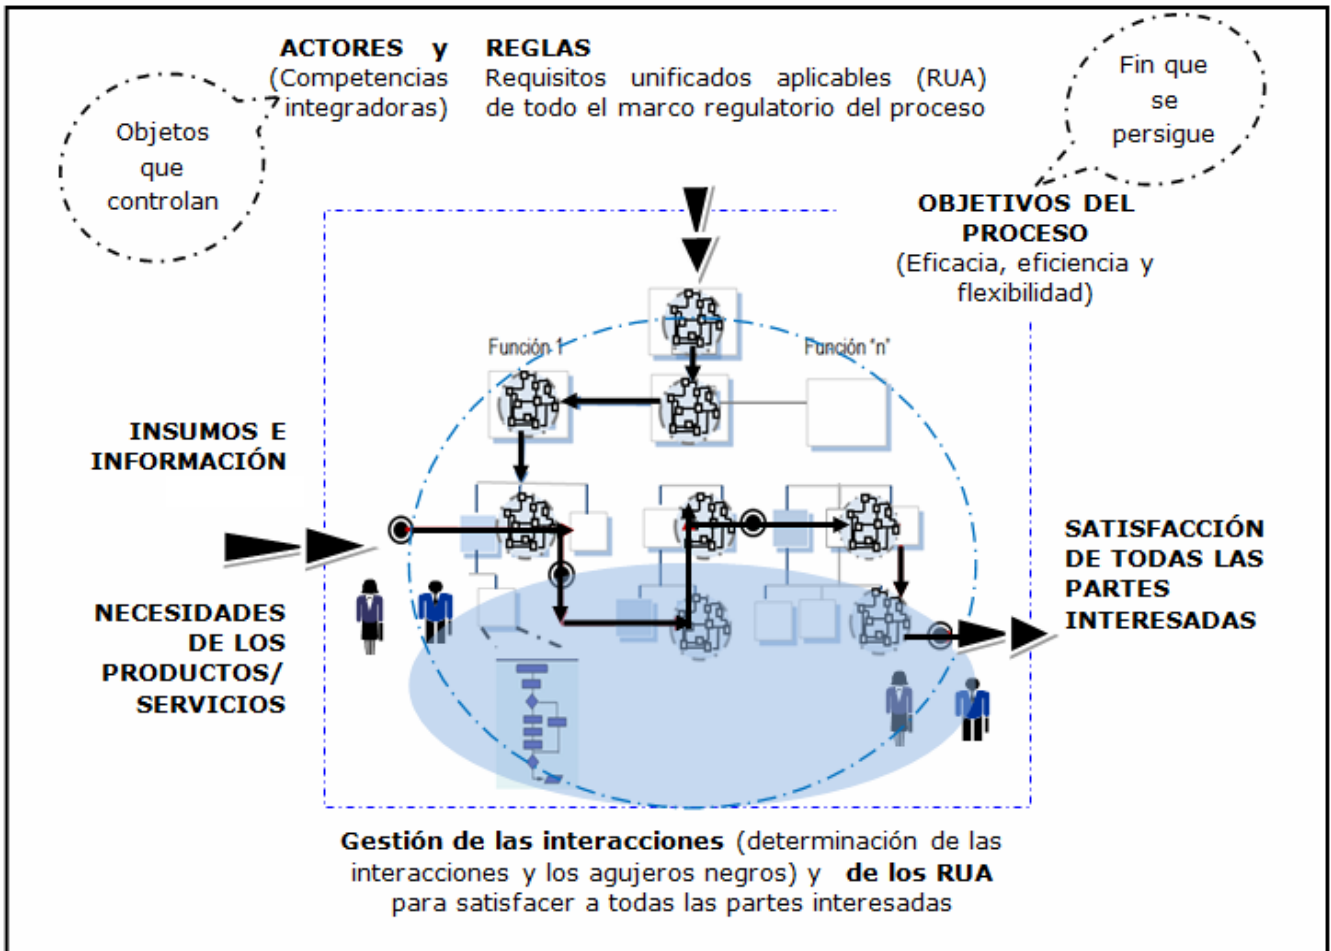 ACTORES y REGLAS
(Competencias Requisitos unificados aplicables (RUA)
integradoras) de todo el marco regulatorio del proceso
Objetos
que
controlan
Fin que
se
persigue
OBJETIVOS DEL
PROCESO
(Eficacia, eficiencia y
flexibilidad)
Función 1
Función "n"
INSUMOS E
INFORMACIÓN
NECESIDADES
DE LOS
PRODUCTOS/
SERVICIOS
SATISFACCIÓN
DE TODAS LAS
PARTES
INTERESADAS
Gestión de las interacciones (determinación de las
interacciones y los agujeros negros) y de los RUA
para satisfacer a todas las partes interesadas